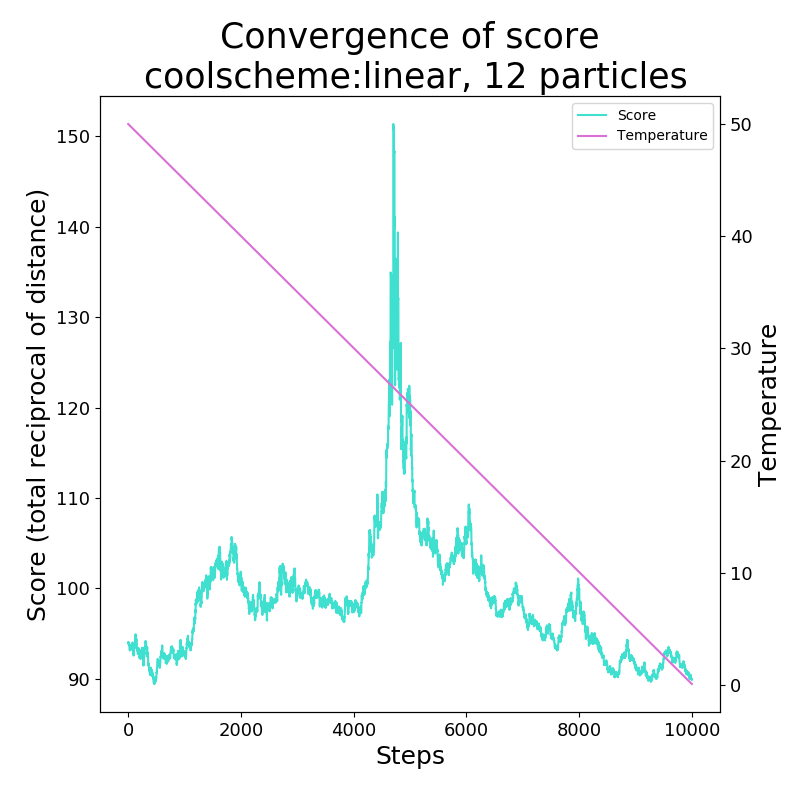 Convergence of score
coolscheme:linear, 12 particles
Score
Temperature
150
140
130
120
110
100
90
Score (total reciprocal of distance)
50
40
30
20
10
0
Temperature
0 2000 4000 6000 8000 10000
Steps